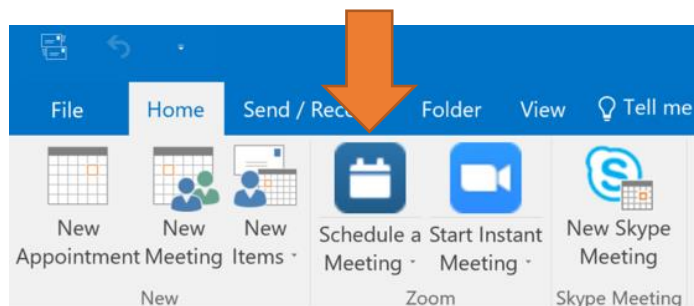 File Home Send / Rec Folder View Tell me
New Appointment
New Meeting
New Items
Schedule a Meeting
Start Instant Meeting
New Skype Meeting
New Zoom Skype Meeting